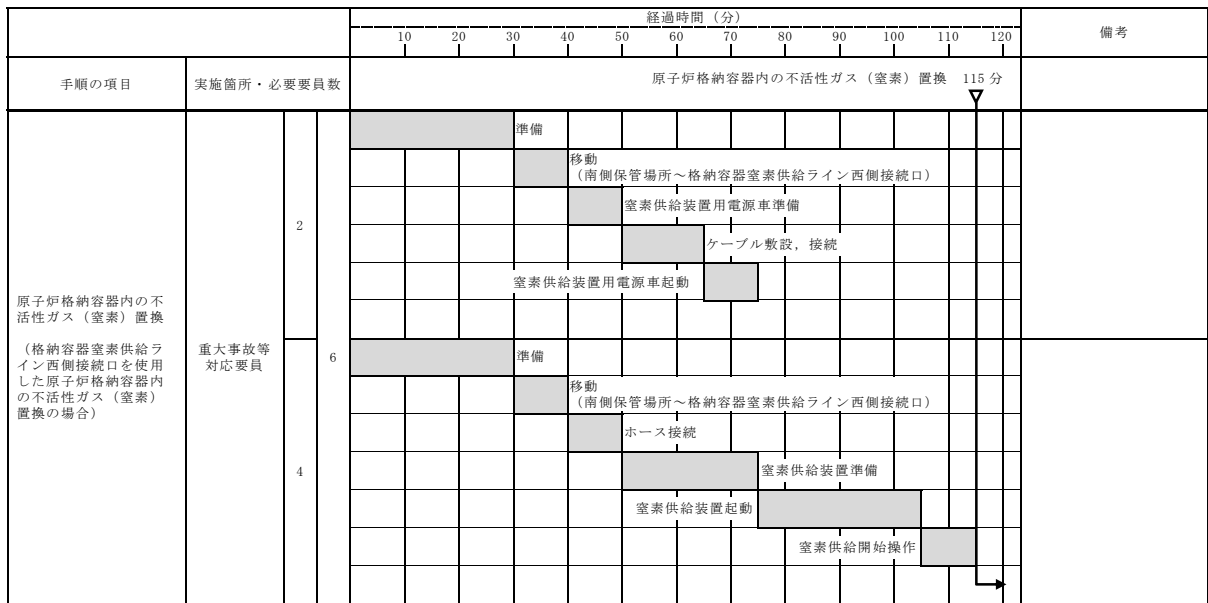 経過時間（分）
10 20 30 40 50 60 70 80 90 100 110 120
備考
手順の項目
実施箇所・必要要員数
原子炉格納容器内の不活性ガス（窒素）置換 115分
準備
移動
（南側保管場所～格納容器窒素供給ライン西側接続口）
窒素供給装置用電源車準備
2
ケーブル敷設，接続
窒素供給装置用電源車起動
原子炉格納容器内の不
活性ガス（窒素）置換
（格納容器窒素供給ラ
イン西側接続口を使用
した原子炉格納容器内
の不活性ガス（窒素）
置換の場合）
重大事故等
対応要員
6
準備
移動
（南側保管場所～格納容器窒素供給ライン西側接続口）
ホース接続
4
窒素供給装置準備
窒素供給装置起動
窒素供給開始操作